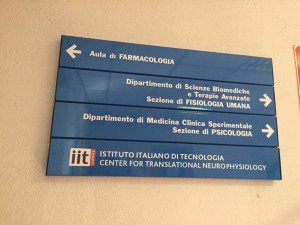 Aula di FARMACOLOGIA
Dipartimento di Scienze Biomediche
e Terapie Avanzato
Sezione di FISIOLOGIA UMANA
Dipartimento di Medicina Clinica Sperimentale
Sezione di PSICOLOGIA
iit
ISTITUTO ITALIANO DI TECNOLOGIA
CENTER FOR TRANSLATIONAL NEUROPHYSIOLOGY